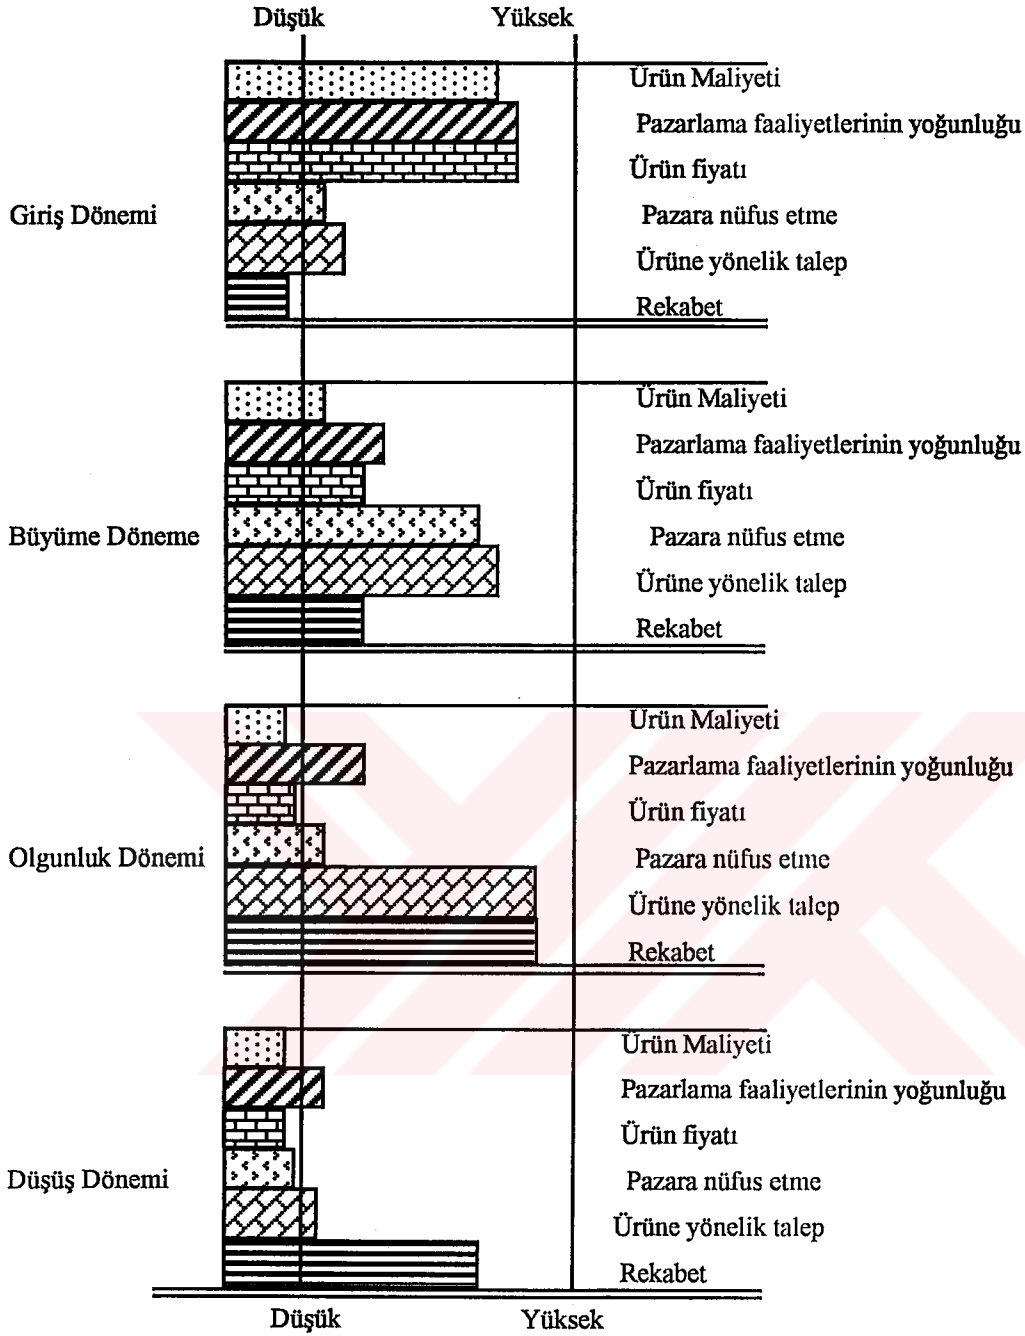 Düşük Yüksek
Ürün Maliyeti
Pazarlama faaliyetlerinin yoğunluğu
Ürün fiyatı
Giriş Dönemi
Pazara nüfus etme
Ürüne yönelik talep
Rekabet
Ürün Maliyeti
Pazarlama faaliyetlerinin yoğunluğu
Ürün fiyatı
Büyüme Döneme
Pazara nüfus etme
Ürüne yönelik talep
Rekabet
Ürün Maliyeti
Pazarlama faaliyetlerinin yoğunluğu
Ürün fiyatı
Olgunluk Dönemi
Pazara nüfus etme
Ürüne yönelik talep
Rekabet
Ürün Maliyeti
Pazarlama faaliyetlerinin yoğunluğu
Ürün fiyatı
Düşüş Dönemi
Pazara nüfus etme
Ürüne yönelik talep
Rekabet
Düşük Yüksek